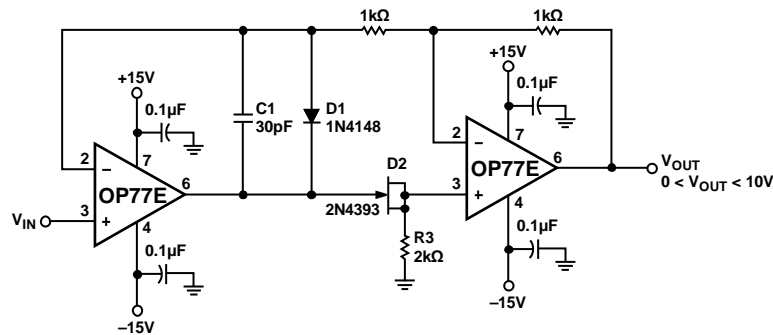 1kΩ
1kΩ
+15V
0.1µF
C1
30pF
D1
1N4148
+15V
0.1µF
2
7
OP77E
6
3
4
V_IN
D2
2N4393
2
7
OP77E
6
3
4
V_OUT
0 < V_OUT < 10V
0.1µF
–15V
R3
2kΩ
0.1µF
–15V